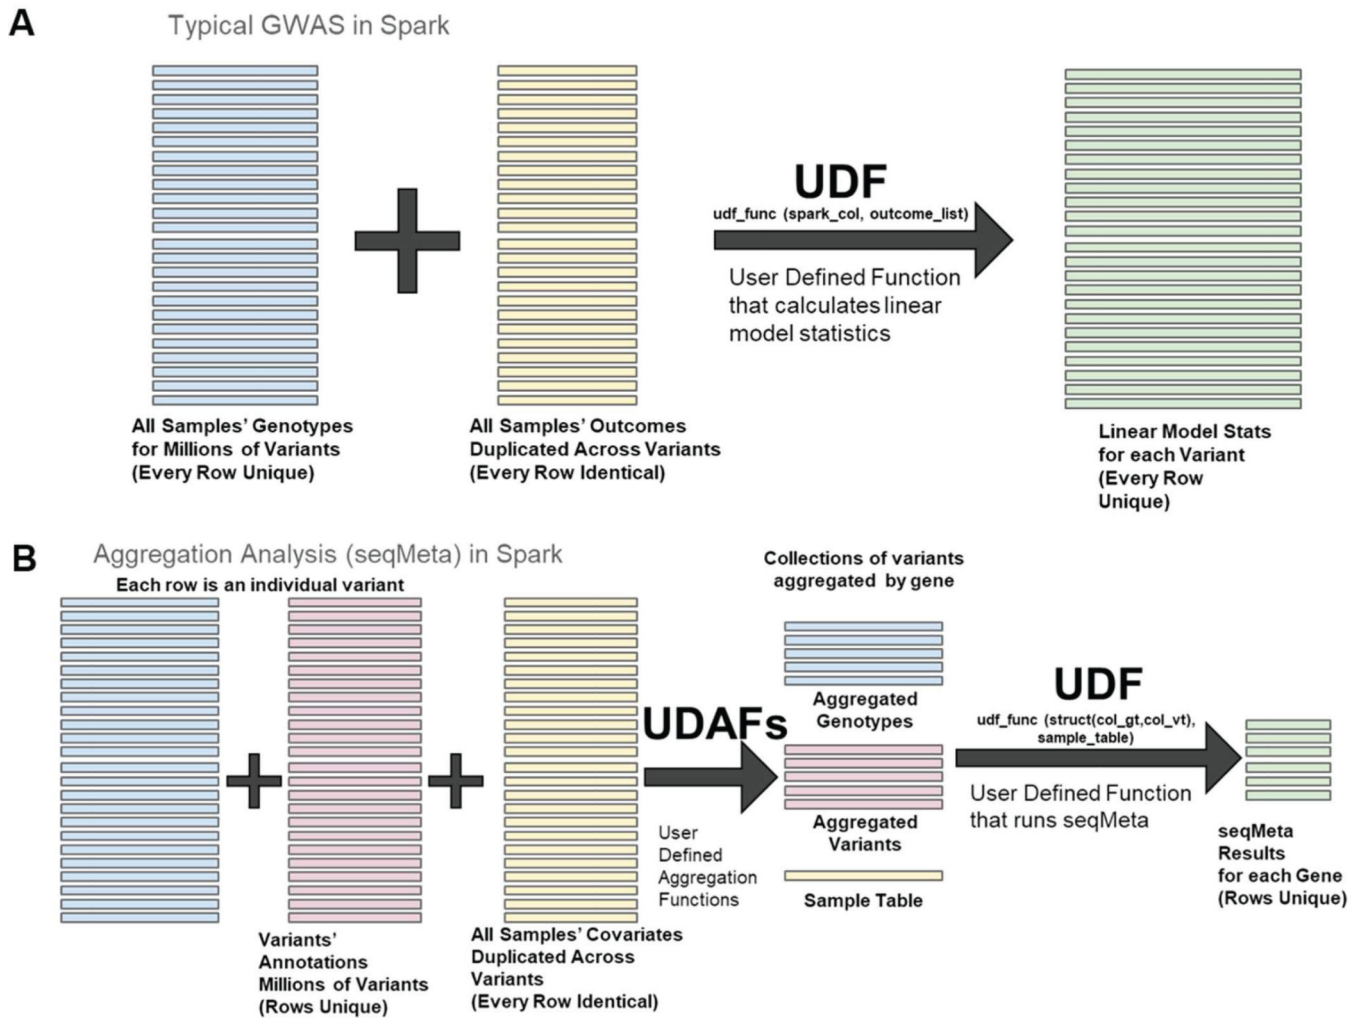 A
Typical GWAS in Spark
UDF
udf_func (spark_col, outcome_list)
User Defined Function
that calculates linear
model statistics
All Samples' Genotypes
for Millions of Variants
(Every Row Unique)
All Samples' Outcomes
Duplicated Across Variants
(Every Row Identical)
Linear Model Stats
for each Variant
(Every Row
Unique)
B
Aggregation Analysis (seqMeta) in Spark
Each row is an individual variant
Collections of variants
aggregated by gene
UDAFs
User
Defined
Aggregation
Functions
Aggregated
Genotypes
Aggregated
Variants
Sample Table
UDF
udf_func (struct(col_gt,col_vt),
sample_table)
User Defined Function
that runs seqMeta
seqMeta
Results
for each Gene
(Rows Unique)
Variants'
Annotations
Millions of Variants
(Rows Unique)
All Samples' Covariates
Duplicated Across
Variants
(Every Row Identical)